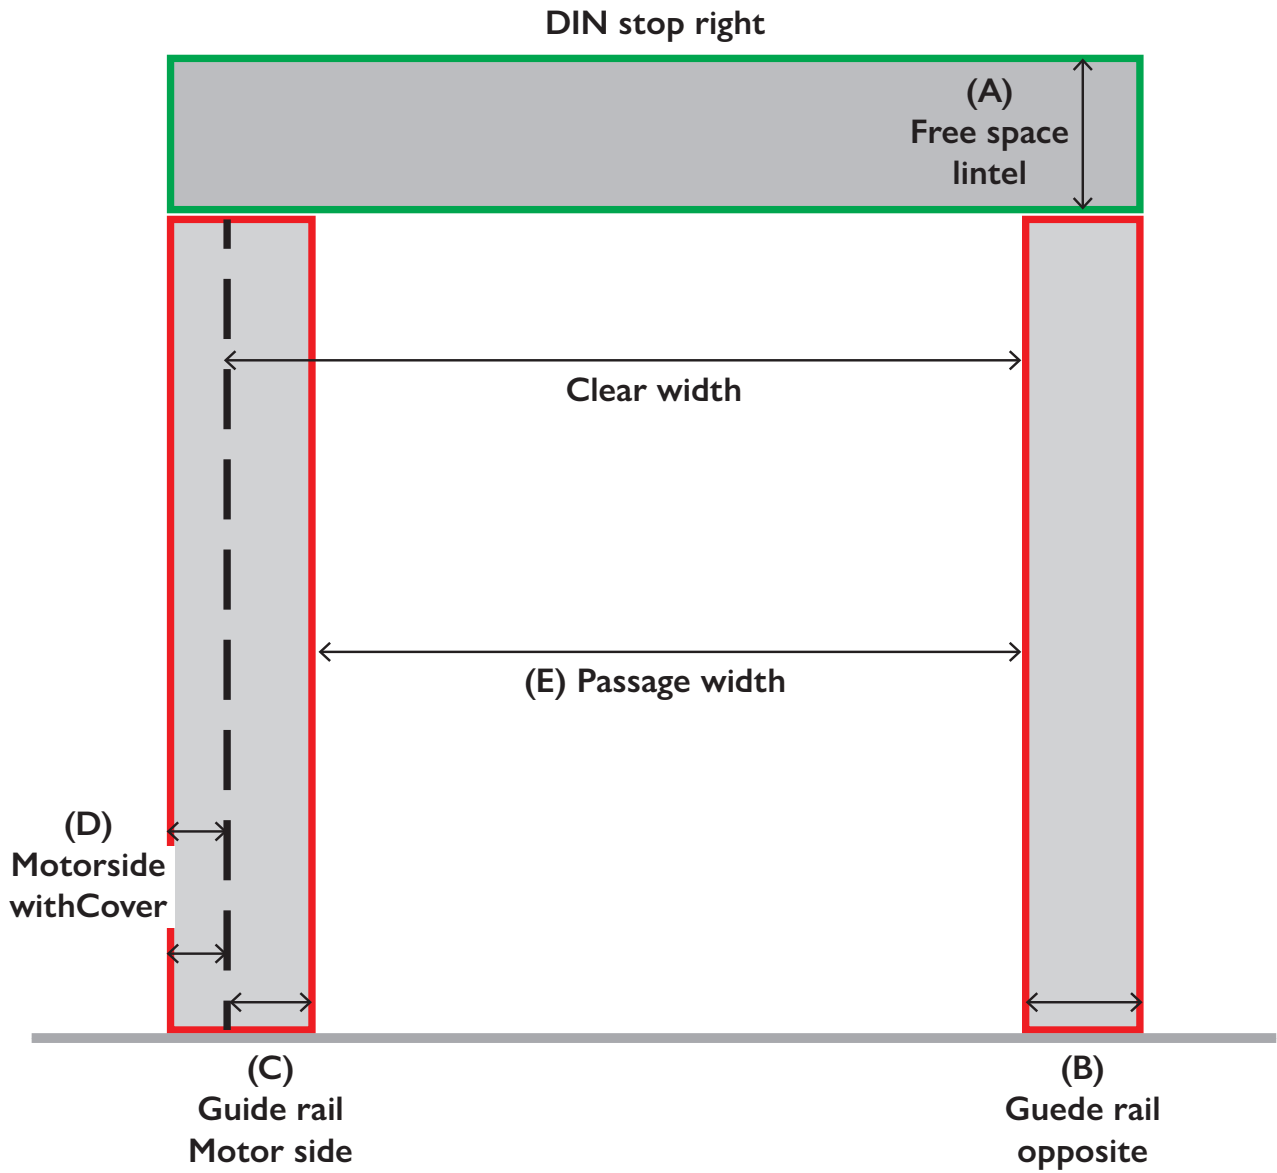 DIN stop right
(A)
Free space
lintel
Clear width
(E) Passage width
(D)
Motorside
withCover
(C)
Guide rail
Motor side
(B)
Guede rail
opposite